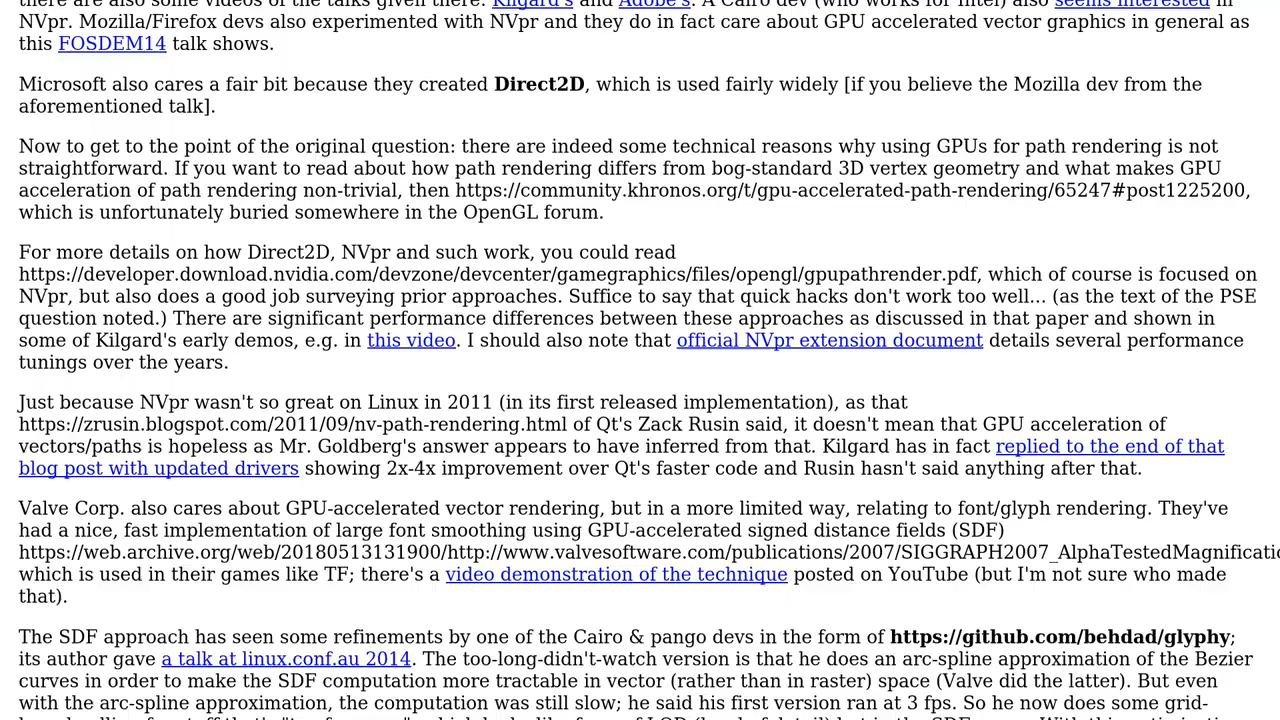 there are also some videos of the talks given there: Kilgard's and Adobe's. A Cairo dev (who works for Intel) also seems interested in
NVpr. Mozilla/Firefox devs also experimented with NVpr and they do in fact care about GPU accelerated vector graphics in general as
this FOSDEM14 talk shows.
Microsoft also cares a fair bit because they created Direct2D, which is used fairly widely [if you believe the Mozilla dev from the
aforementioned talk].
Now to get to the point of the original question: there are indeed some technical reasons why using GPUs for path rendering is not
straightforward. If you want to read about how path rendering differs from bog-standard 3D vertex geometry and what makes GPU
acceleration of path rendering non-trivial, then https://community.khronos.org/t/gpu-accelerated-path-rendering/65247#post1225200,
which is unfortunately buried somewhere in the OpenGL forum.
For more details on how Direct2D, NVpr and such work, you could read
https://developer.download.nvidia.com/devzone/devcenter/gamegraphics/files/opengl/gpupathrender.pdf, which of course is focused on
NVpr, but also does a good job surveying prior approaches. Suffice to say that quick hacks don't work too well... (as the text of the PSE
question noted.) There are significant performance differences between these approaches as discussed in that paper and shown in
some of Kilgard's early demos, e.g. in this video. I should also note that official NVpr extension document details several performance
tunings over the years.
Just because NVpr wasn't so great on Linux in 2011 (in its first released implementation), as that
https://zrusin.blogspot.com/2011/09/nv-path-rendering.html of Qt's Zack Rusin said, it doesn't mean that GPU acceleration of
vectors/paths is hopeless as Mr. Goldberg's answer appears to have inferred from that. Kilgard has in fact replied to the end of that
blog post with updated drivers showing 2x-4x improvement over Qt's faster code and Rusin hasn't said anything after that.
Valve Corp. also cares about GPU-accelerated vector rendering, but in a more limited way, relating to font/glyph rendering. They've
had a nice, fast implementation of large font smoothing using GPU-accelerated signed distance fields (SDF)
https://web.archive.org/web/20180513131900/http://www.valvesoftware.com/publications/2007/SIGGRAPH2007_AlphaTestedMagnificatio
which is used in their games like TF; there's a video demonstration of the technique posted on YouTube (but I'm not sure who made
that).
The SDF approach has seen some refinements by one of the Cairo & pango devs in the form of https://github.com/behdad/glyphy;
its author gave a talk at linux.conf.au 2014. The too-long-didn't-watch version is that he does an arc-spline approximation of the Bezier
curves in order to make the SDF computation more tractable in vector (rather than in raster) space (Valve did the latter). But even
with the arc-spline approximation, the computation was still slow; he said his first version ran at 3 fps. So he now does some grid-